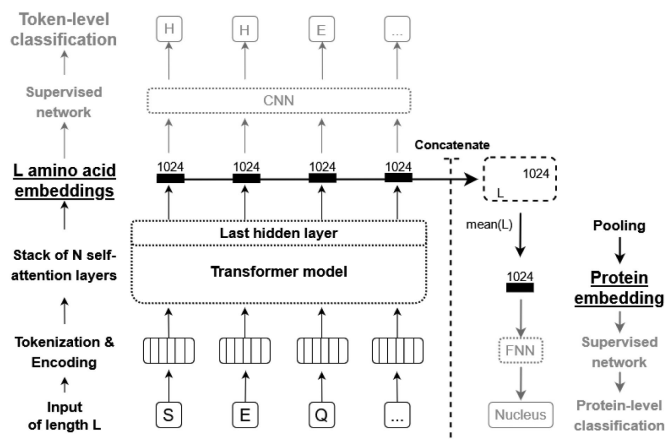 Token-level
classification
H
H
E
...
Supervised
network
CNN
Concatenate
L amino acid
embeddings
1024
1024
1024
1024
1024
L
Last hidden layer
mean(L)
Pooling
Stack of N self-
attention layers
Transformer model
1024
Protein
embedding
Tokenization &
Encoding
FNN
Supervised
network
Input
of length L
S
E
Q
...
Nucleus
Protein-level
classification